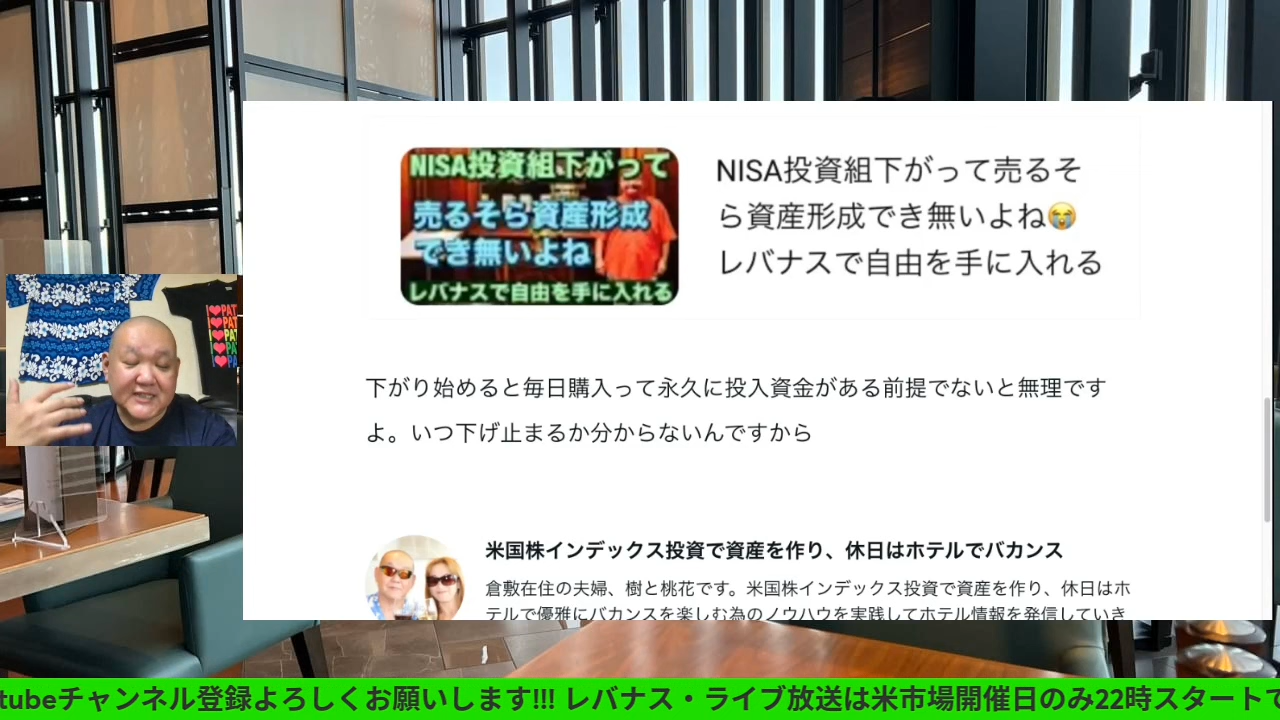 NISA投資組下がって
売るそら資産形成
でき無いよね
レバナスで自由を手に入れる
NISA投資組下がって売るそ
ら資産形成でき無いよね😭
レバナスで自由を手に入れる
PAT
PAT
下がり始めると毎日購入って永久に投入資金がある前提でないと無理です
よ。いつ下げ止まるか分からないんですから
米国株インデックス投資で資産を作り、休日はホテルでバカンス
倉敷在住の夫婦、樹と桃花です。米国株インデックス投資で資産を作り、休日はホ
テルで優雅にバカンスを楽しむ為のノウハウを実践してホテル情報を発信していき
tubeチャンネル登録よろしくお願いします!!! レバナス・ライブ放送は米市場開催日のみ22時スタートで